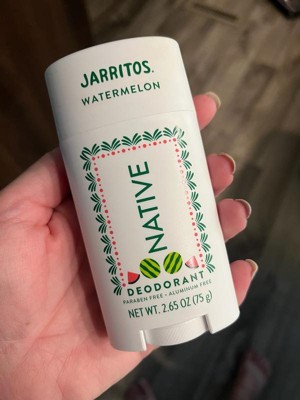 JARRITOS.
WATERMELON
NATIVE
DEODORANT
PARABEN FREE • ALUMINUM FREE
NET WT. 2.65 OZ (75 g)